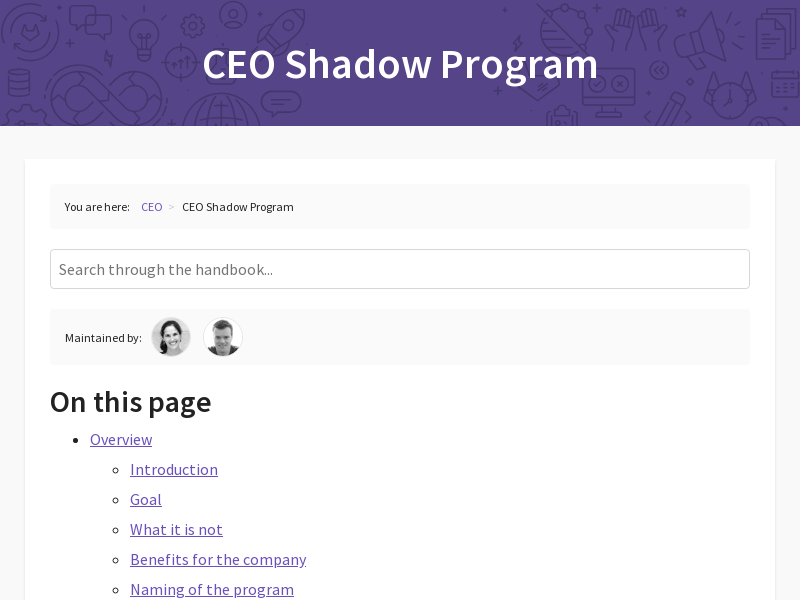 CEO Shadow Program
You are here: CEO > CEO Shadow Program
Search through the handbook...
Maintained by:
On this page
Overview
Introduction
Goal
What it is not
Benefits for the company
Naming of the program